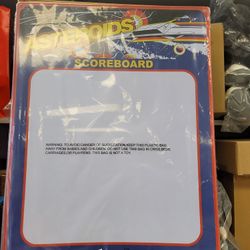 ASTEROIDS
SCOREBOARD
WARNING: TO AVOID DANGER OF SUFFOCATION, KEEP THIS PLASTIC BAG
AWAY FROM BABIES AND CHILDREN. DO NOT USE THIS BAG IN CRIBS, BEDS,
CARRIAGES OR PLAYPENS. THIS BAG IS NOT A TOY.